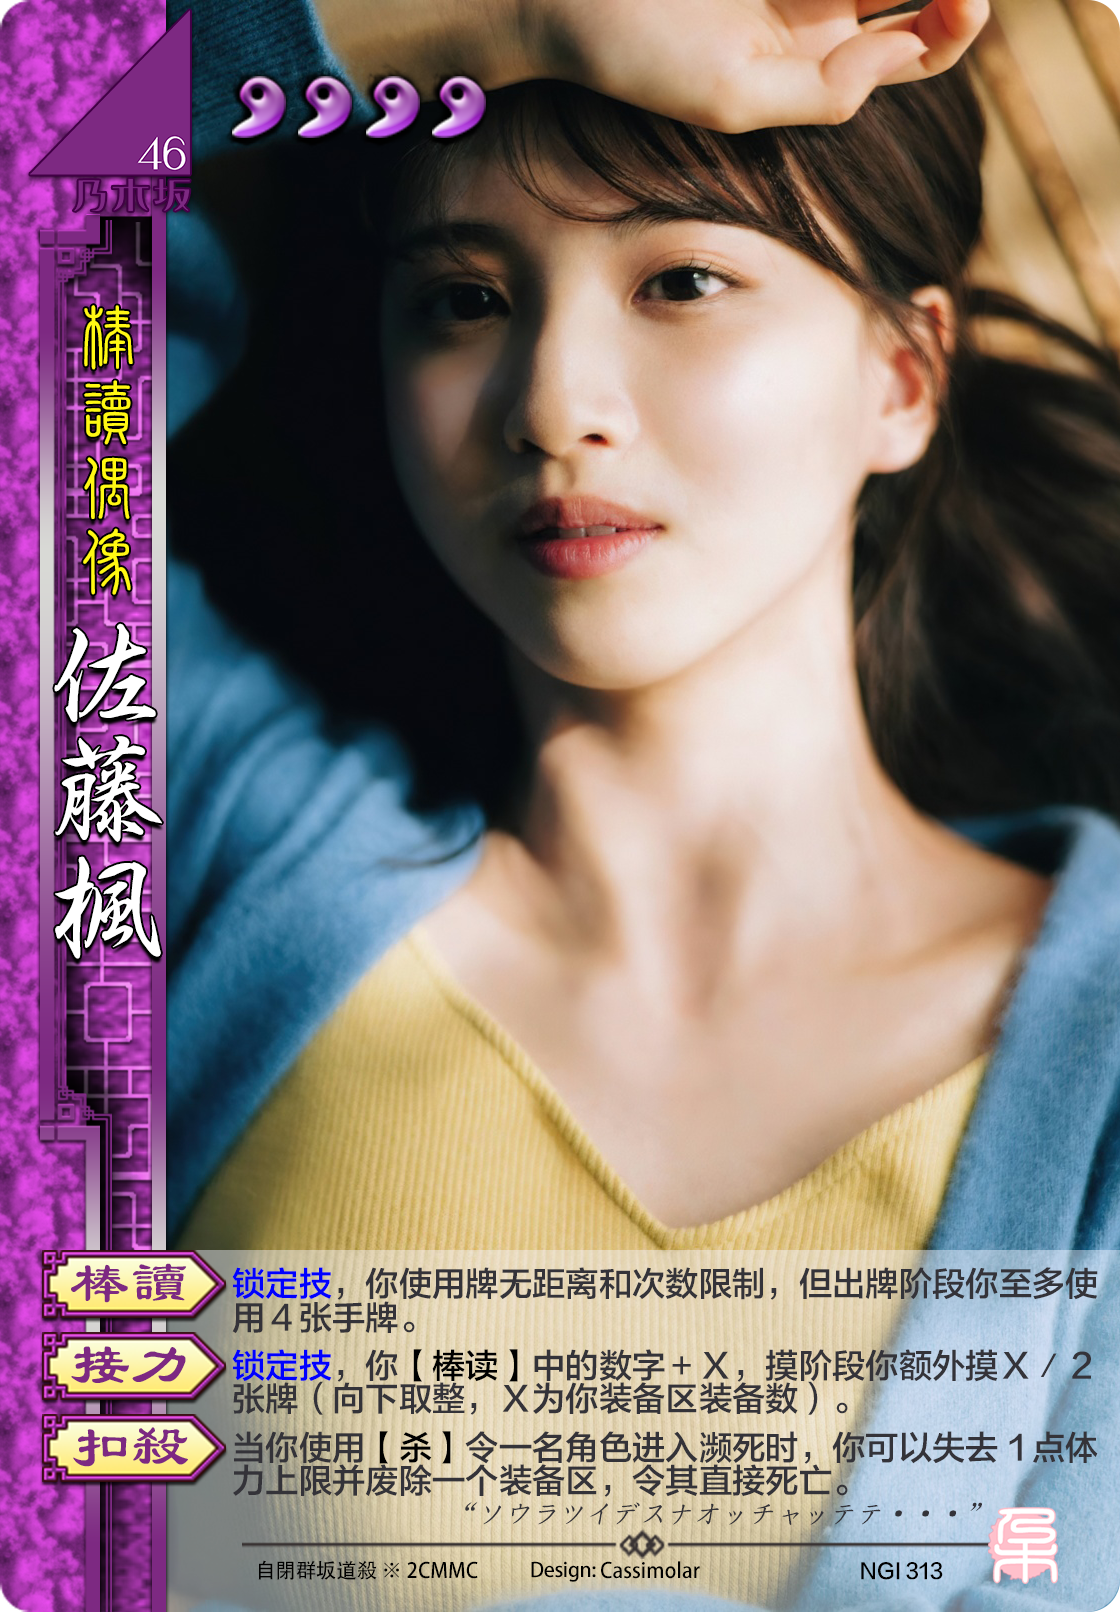 46
乃木坂
棒讀偶像
佐藤楓
棒讀
锁定技，你使用牌无距离和次数限制，但出牌阶段你至多使
用４张手牌。
接力
锁定技，你【棒读】中的数字＋Ｘ，摸阶段你额外摸Ｘ／２
张牌（向下取整，Ｘ为你装备区装备数）。
扣殺
当你使用【杀】令一名角色进入濒死时，你可以失去１点体
力上限并废除一个装备区，令其直接死亡。
“ソウラツイデスナオッチャッテテ・・・”
自閉群坂道殺 ※ 2CMMC
Design: Cassimolar
NGI 313